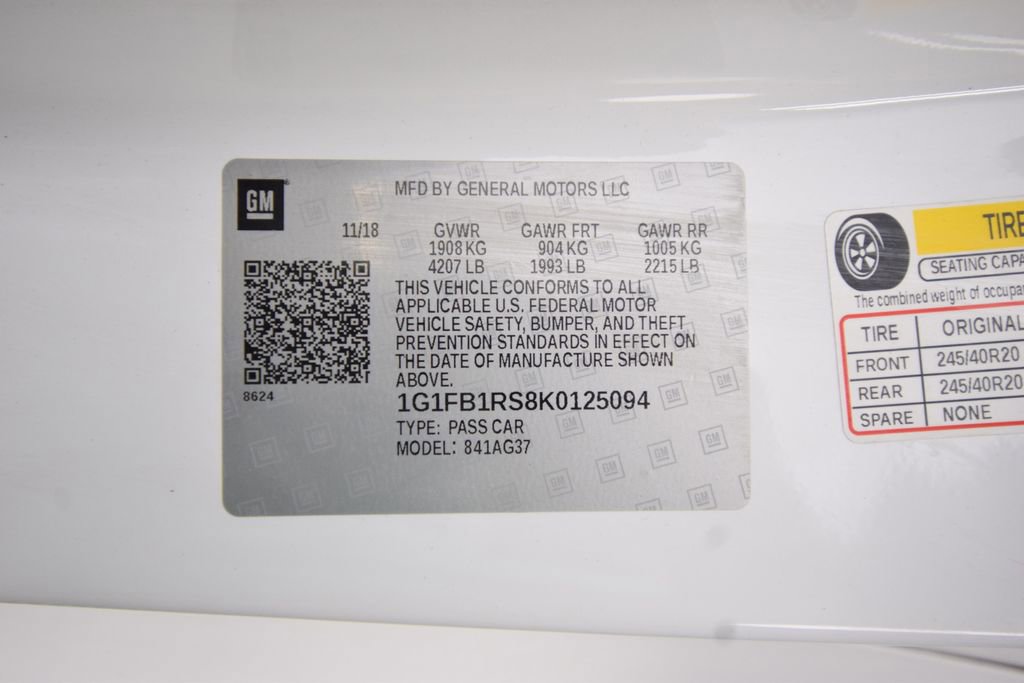 GM
MFD BY GENERAL MOTORS LLC
11/18 GVWR GAWR FRT GAWR RR
1908 KG 904 KG 1005 KG
4207 LB 1993 LB 2215 LB
THIS VEHICLE CONFORMS TO ALL
APPLICABLE U.S. FEDERAL MOTOR
VEHICLE SAFETY, BUMPER, AND THEFT
PREVENTION STANDARDS IN EFFECT ON
THE DATE OF MANUFACTURE SHOWN
ABOVE.
8624
1G1FB1RS8K0125094
TYPE: PASS CAR
MODEL: 841AG37
TIRE
SEATING CAPA
The combined weight of occupa
TIRE ORIGINAL
FRONT 245/40R20
REAR 245/40R20
SPARE NONE